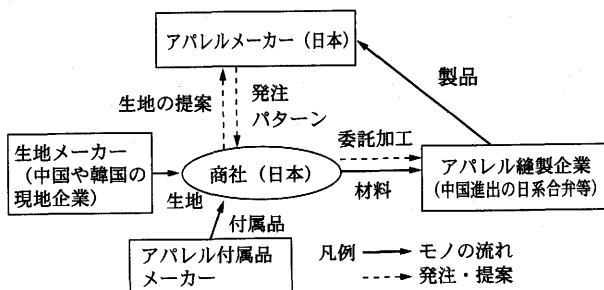 アパレルメーカー（日本）
製品
生地の提案
発注
パターン
委託加工
生地メーカー
（中国や韓国の
現地企業）
生地
商社（日本）
材料
アパレル縫製企業
（中国進出の日系合弁等）
付属品
アパレル付属品
メーカー
凡例
モノの流れ
発注・提案